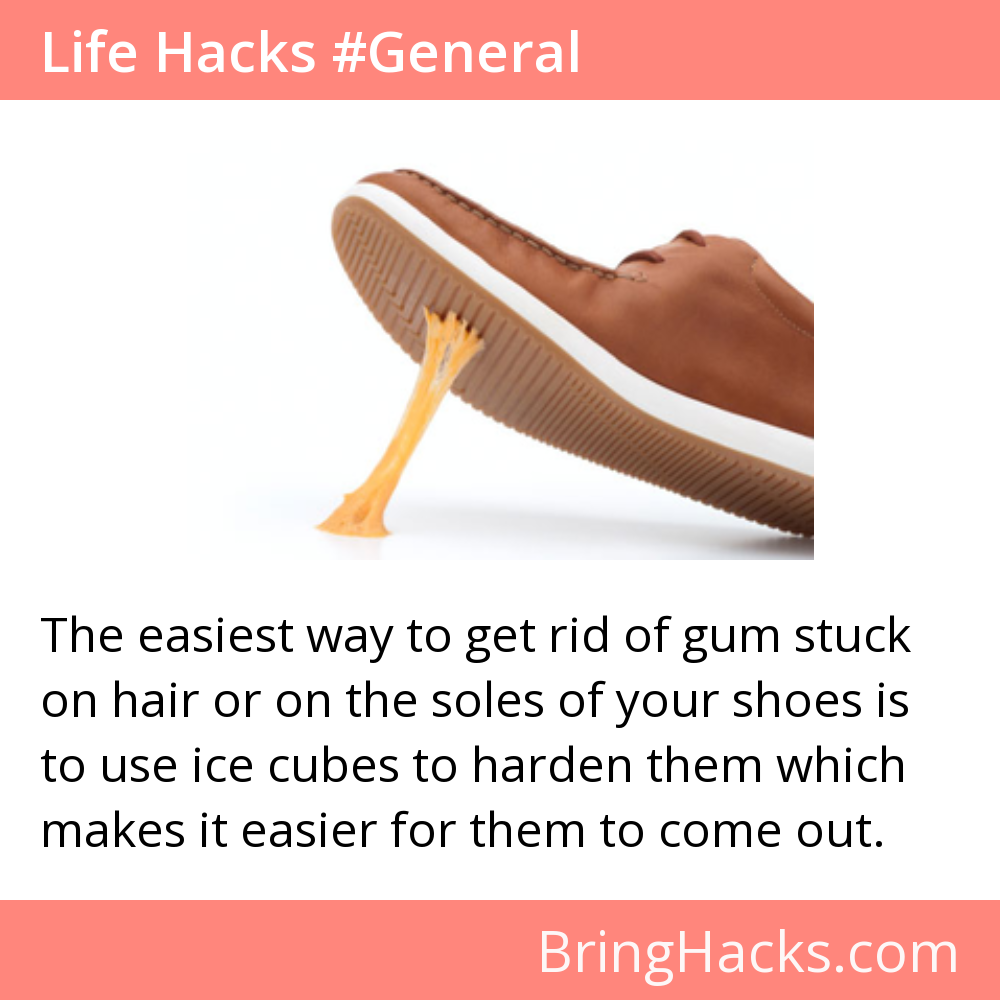 Life Hacks #General
The easiest way to get rid of gum stuck
on hair or on the soles of your shoes is
to use ice cubes to harden them which
makes it easier for them to come out.
BringHacks.com